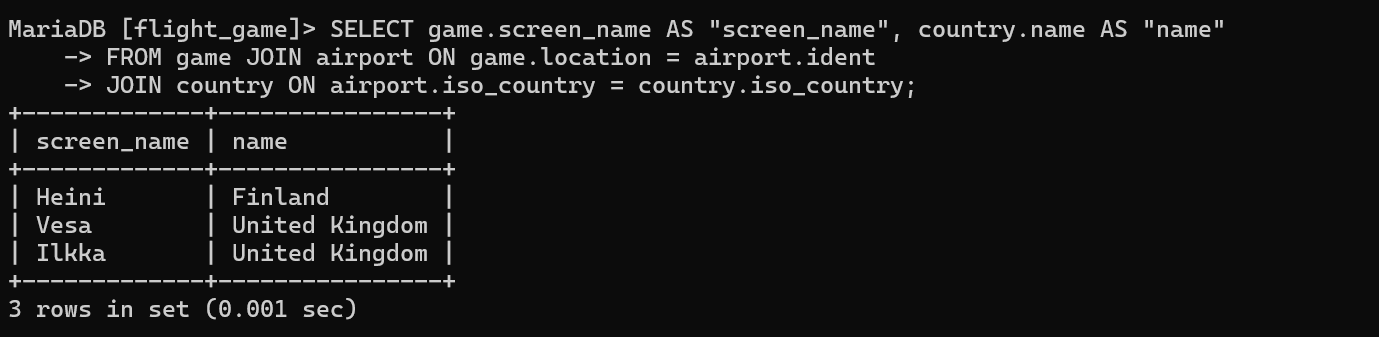 MariaDB [flight_game]> SELECT game.screen_name AS "screen_name", country.name AS "name"
    -> FROM game JOIN airport ON game.location = airport.ident
    -> JOIN country ON airport.iso_country = country.iso_country;
+-------------+----------------+
| screen_name | name           |
+-------------+----------------+
| Heini       | Finland        |
| Vesa        | United Kingdom |
| Ilkka       | United Kingdom |
+-------------+----------------+
3 rows in set (0.001 sec)